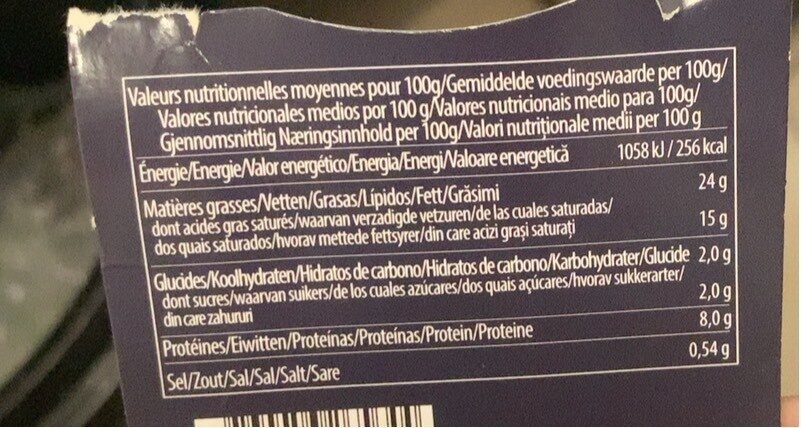 Valeurs nutritionnelles moyennes pour 100g/Gemiddelde voedingswaarde per 100g/
Valores nutricionales medios por 100 g/Valores nutricionais medio para 100g/
Gjennomsnittlig Næringsinnhold per 100g/Valori nutriționale medii per 100 g
Énergie/Energie/Valor energético/Energia/Energi/Valoare energetică 1058 kJ / 256 kcal
Matières grasses/Vetten/Grasas/Lípidos/Fett/Grăsimi 24 g
dont acides gras saturés/waarvan verzadigde vetzuren/de las cuales saturadas/
dos quais saturados/hvorav mettede fettsyrer/din care acizi grași saturați 15 g
Glucides/Koolhydraten/Hidratos de carbono/Hidratos de carbono/Karbohydrater/Glucide 2,0 g
dont sucres/waarvan suikers/de los cuales azúcares/dos quais açúcares/hvorav sukkerarter/
din care zahururi 2,0 g
Protéines/Eiwitten/Proteínas/Proteínas/Protein/Proteine 8,0 g
Sel/Zout/Sal/Sal/Salt/Sare 0,54 g